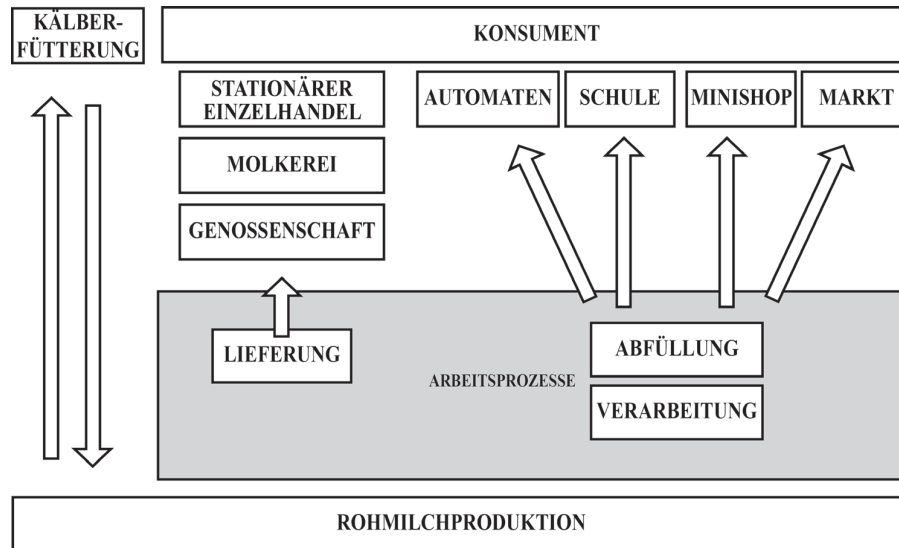 KÄLBER-
FÜTTERUNG
KONSUMENT
STATIONÄRER
EINZELHANDEL
AUTOMATEN
SCHULE
MINISHOP
MARKT
MOLKEREI
GENOSSENSCHAFT
LIEFERUNG
ABFÜLLUNG
ARBEITSPROZESSE
VERARBEITUNG
ROHMILCHPRODUKTION